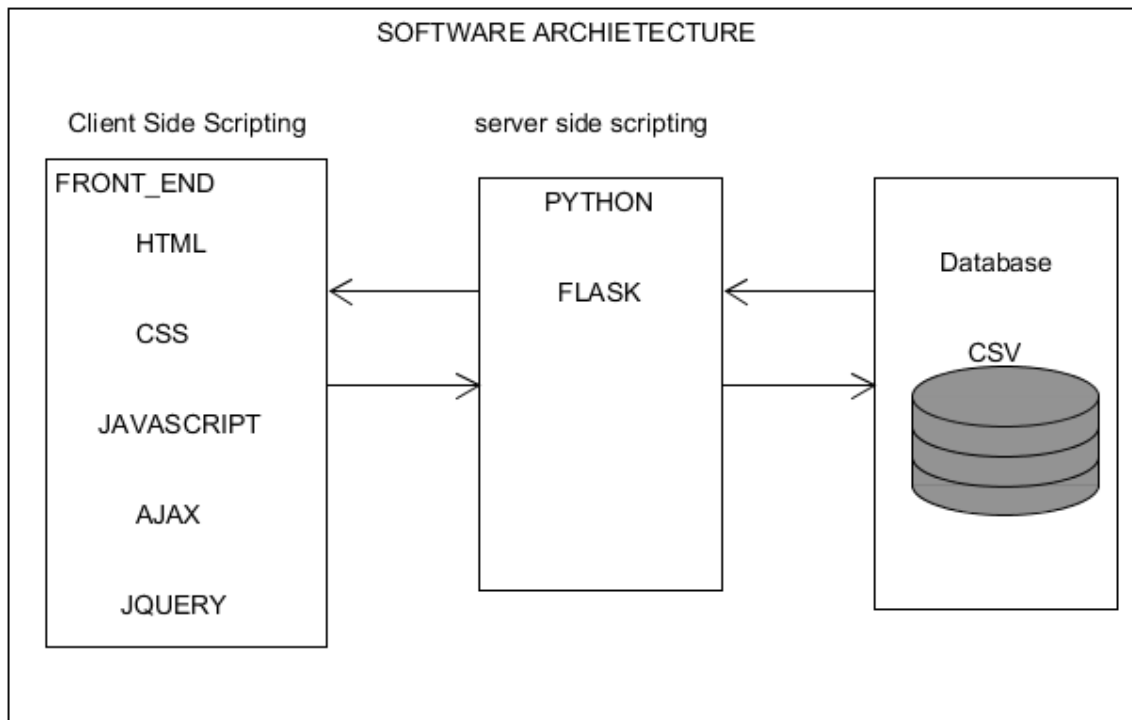 SOFTWARE ARCHIETECTURE
Client Side Scripting
FRONT_END
HTML
CSS
JAVASCRIPT
AJAX
JQUERY
server side scripting
PYTHON
FLASK
Database
CSV